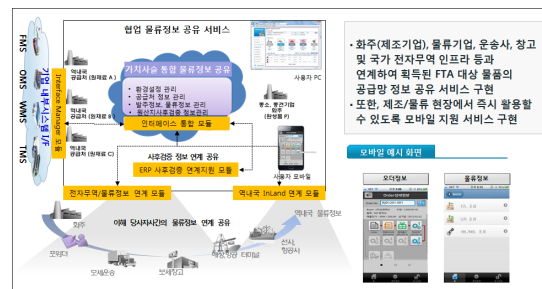 협업 물류정보 공유 서비스
FMS
OMS
WMS
TMS
기업 내부시스템 I/F
Interface Manager 모듈
역내국
공급처 (원재료 A )
역내국
공급처 (원재료 B )
역내국
공급처 (원재료 C)
가치사슬 통합 물류정보 공유
• 환경설정 관리
• 공급처 정보 관리
• 발주정보, 물류정보 관리
• 원산지사후검증 정보관리
인터페이스 통합 모듈
사용자 PC
중소, 중견기업
화주
(완성품 P)
사후검증 정보 연계 공유
ERP 사후검증 연계지원 모듈
사용자 모바일
전자무역/물류정보 연계 모듈
역내국 InLand 연계 모듈
이해 당사자사간의 물류정보 연계 공유
역내국 물류정보
화주
포워더
보세운송
보세창고
해상,항공 터미널
선사,
항공사
• 화주(제조기업), 물류기업, 운송사, 항창
및 국가 전자무역 인프라 등과
연계하여 획득된 FTA 대상 물품의
공급망 정보 공유 서비스 구현
• 또한, 제조/물류 현장에서 즉시 활용할
수 있도록 모바일 지원 서비스 구현
모바일 예시 화면
오더정보
물류정보